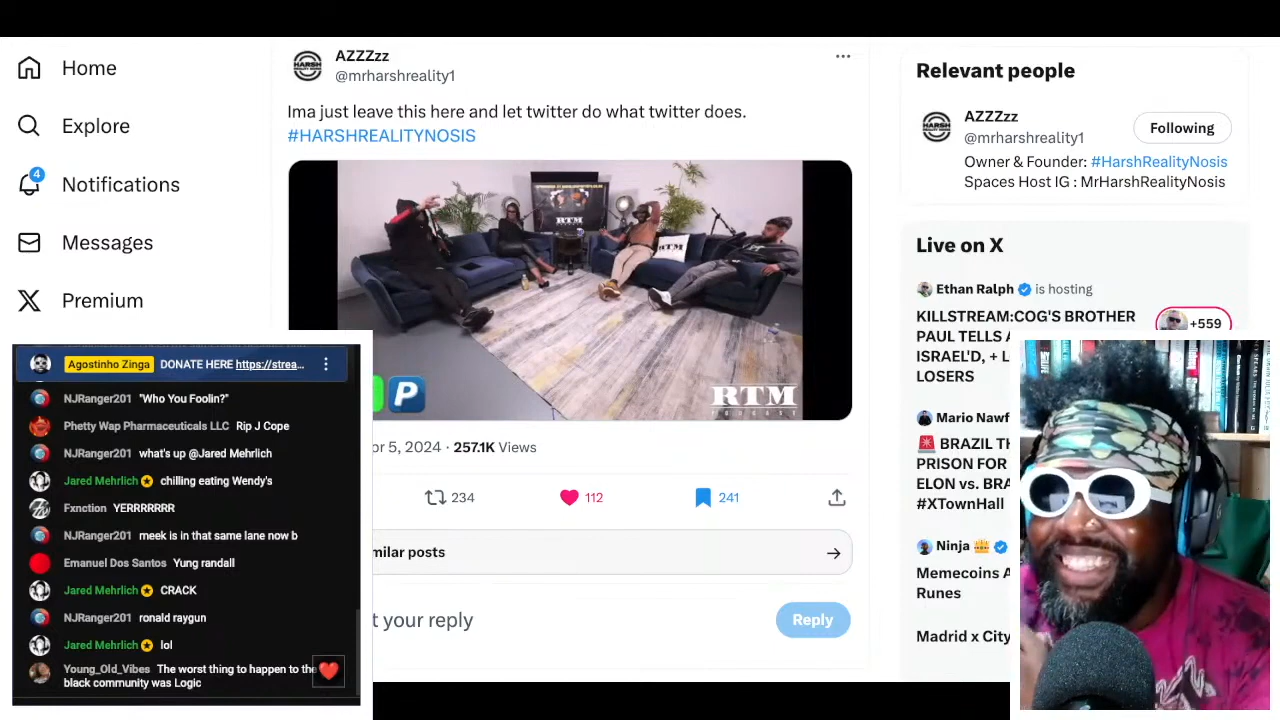 Home
Explore
4
Notifications
Messages
Premium
AZZZzz
@mrharshreality1
Ima just leave this here and let twitter do what twitter does.
#HARSHREALITYNOSIS
RTM
RTM
P
RTM
PODCAST
pr 5, 2024 · 257.1K Views
234
112
241
milar posts
t your reply
Reply
Relevant people
HARSH
AZZZzz
@mrharshreality1
Following
Owner & Founder: #HarshRealityNosis
Spaces Host IG : MrHarshRealityNosis
Live on X
Ethan Ralph is hosting
KILLSTREAM:COG'S BROTHER
PAUL TELLS A
ISRAEL'D, + L
LOSERS
+559
Mario Nawf
BRAZIL TH
PRISON FOR
ELON vs. BRA
#XTownHall
Ninja
Memecoins A
Runes
Madrid x City
Agostinho Zinga DONATE HERE https://strea...
NJRanger201 "Who You Foolin?"
Phetty Wap Pharmaceuticals LLC Rip J Cope
NJRanger201 what's up @Jared Mehrlich
Jared Mehrlich chilling eating Wendy's
Fxnction YERRRRRRR
NJRanger201 meek is in that same lane now b
Emanuel Dos Santos Yung randall
Jared Mehrlich CRACK
NJRanger201 ronald raygun
Jared Mehrlich lol
Young_Old_Vibes The worst thing to happen to the
black community was Logic